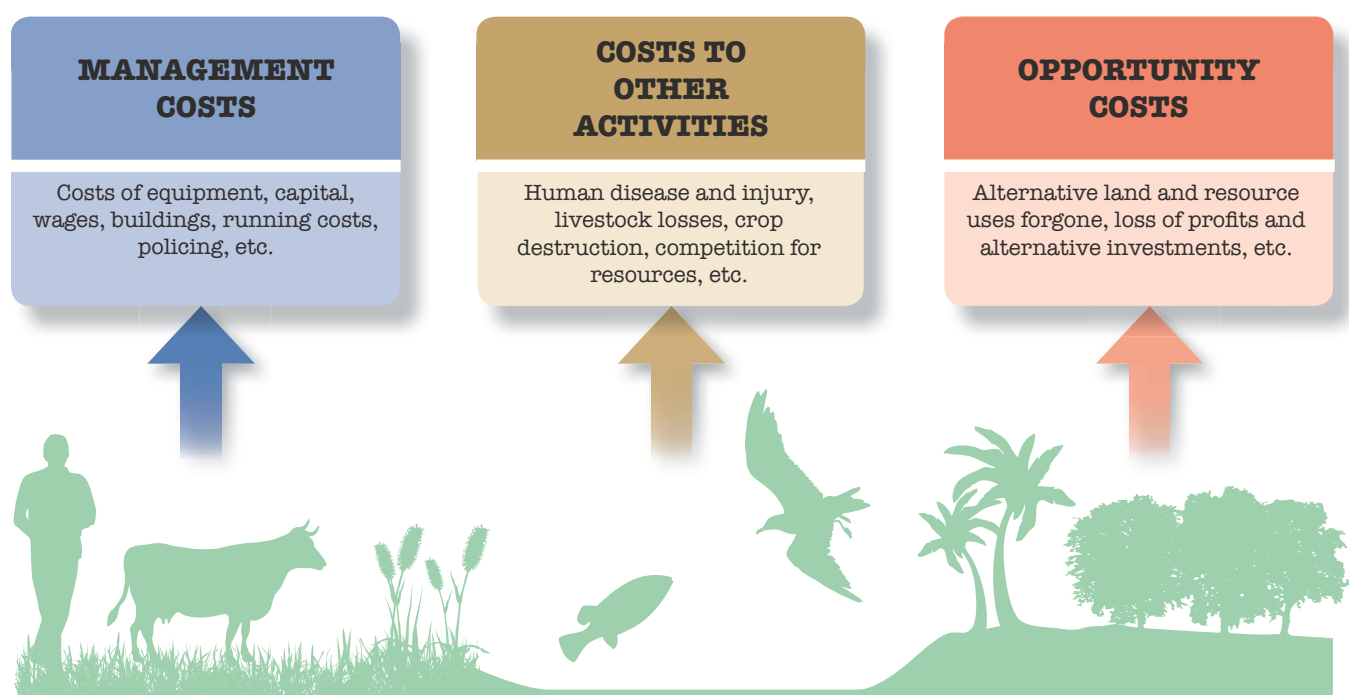 MANAGEMENT
COSTS
Costs of equipment, capital,
wages, buildings, running costs,
policing, etc.
COSTS TO
OTHER
ACTIVITIES
Human disease and injury,
livestock losses, crop
destruction, competition for
resources, etc.
OPPORTUNITY
COSTS
Alternative land and resource
uses forgone, loss of profits and
alternative investments, etc.